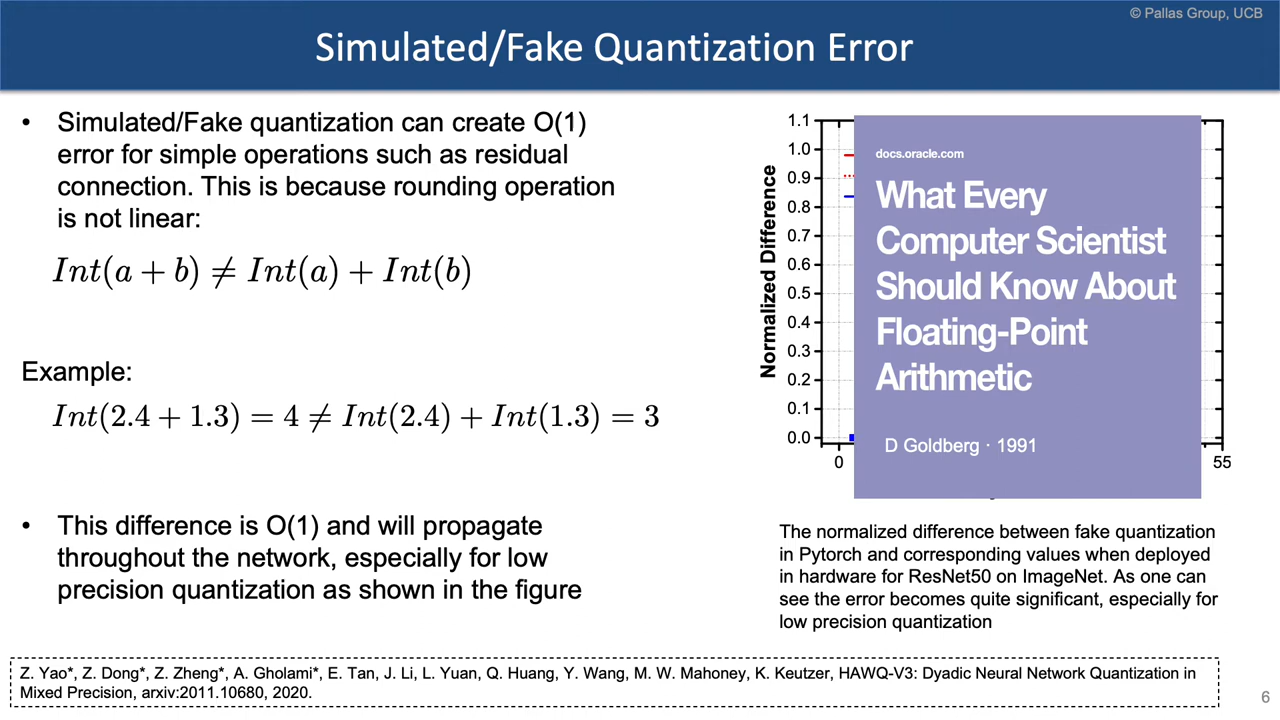 © Pallas Group, UCB
Simulated/Fake Quantization Error
• Simulated/Fake quantization can create O(1)
error for simple operations such as residual
connection. This is because rounding operation
is not linear:
Int(a + b) ≠ Int(a) + Int(b)
Example:
Int(2.4 + 1.3) = 4 ≠ Int(2.4) + Int(1.3) = 3
• This difference is O(1) and will propagate
throughout the network, especially for low
precision quantization as shown in the figure
Normalized Difference
1.1
1.0
0.9
0.8
0.7
0.6
0.5
0.4
0.3
0.2
0.1
0.0
0
55
docs.oracle.com
What Every
Computer Scientist
Should Know About
Floating-Point
Arithmetic
D Goldberg · 1991
The normalized difference between fake quantization
in Pytorch and corresponding values when deployed
in hardware for ResNet50 on ImageNet. As one can
see the error becomes quite significant, especially for
low precision quantization
Z. Yao*, Z. Dong*, Z. Zheng*, A. Gholami*, E. Tan, J. Li, L. Yuan, Q. Huang, Y. Wang, M. W. Mahoney, K. Keutzer, HAWQ-V3: Dyadic Neural Network Quantization in
Mixed Precision, arxiv:2011.10680, 2020.
6